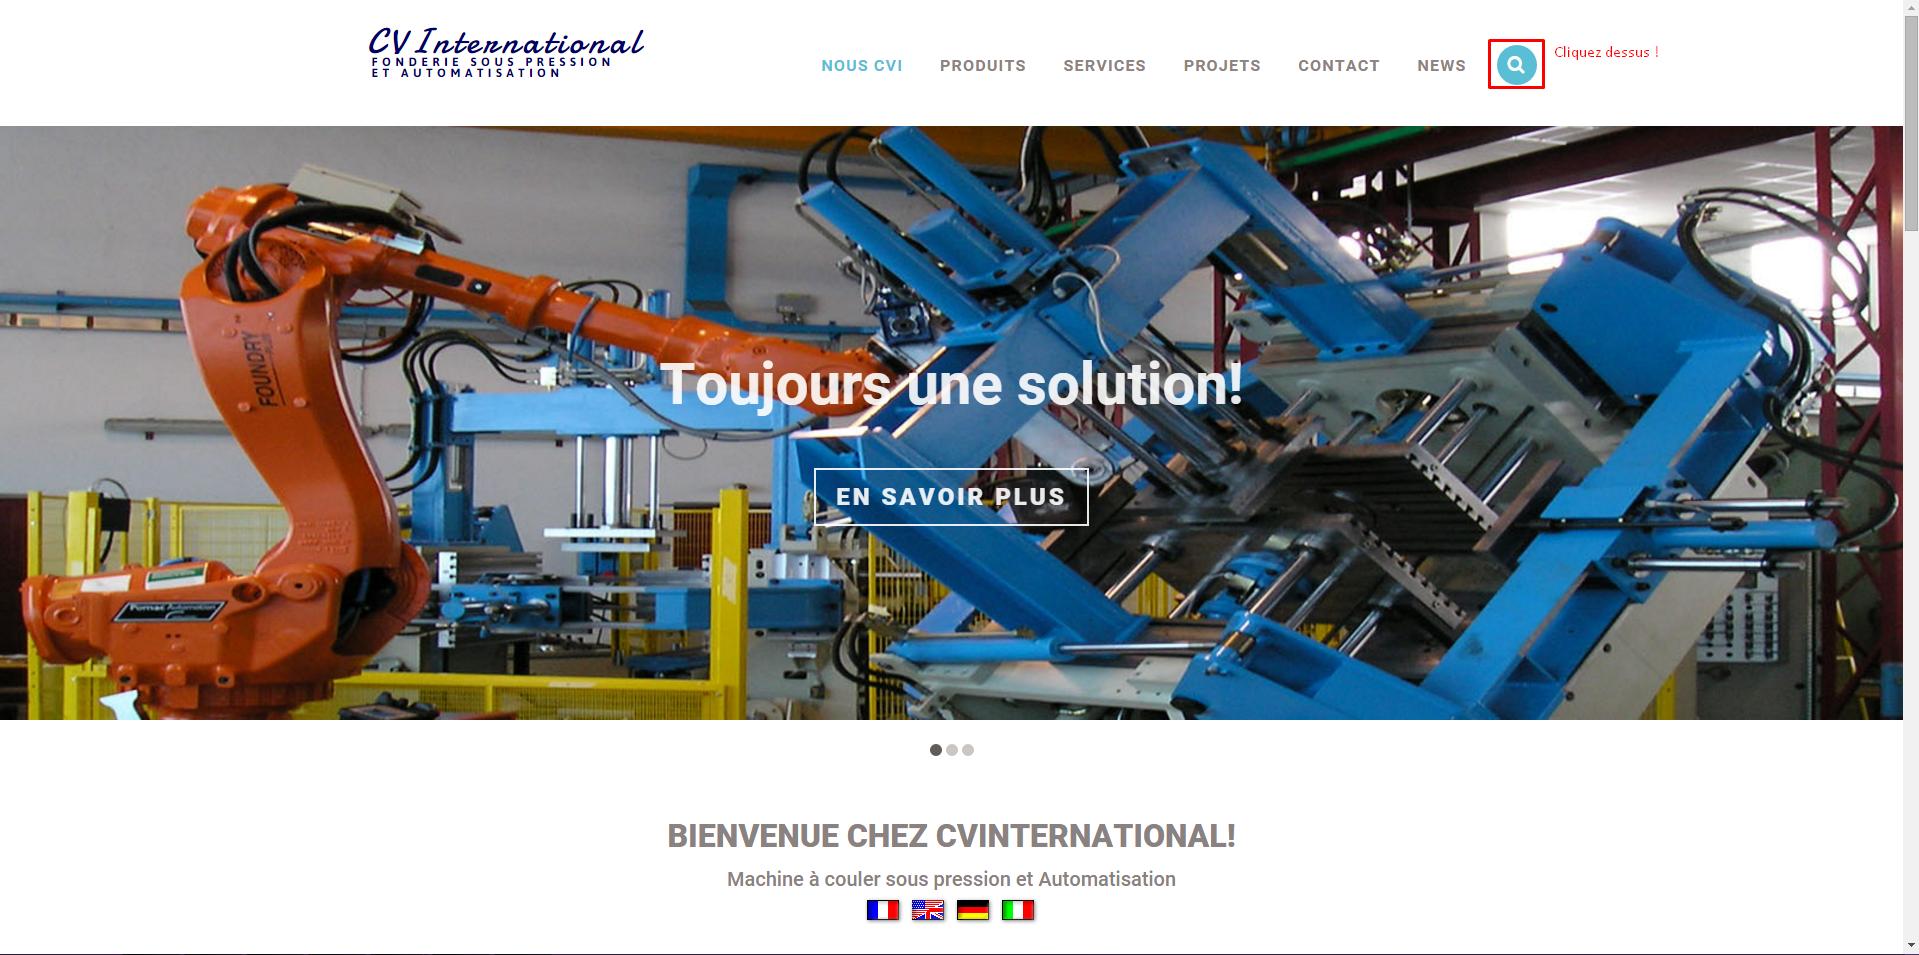 CV International
FONDERIE SOUS PRESSION
ET AUTOMATISATION
NOUS CVI
PRODUITS
SERVICES
PROJETS
CONTACT
NEWS
Cliquez dessus !
FOUNDRY
Toujours une solution!
EN SAVOIR PLUS
Automation
BIENVENUE CHEZ CVINTERNATIONAL!
Machine à couler sous pression et Automatisation